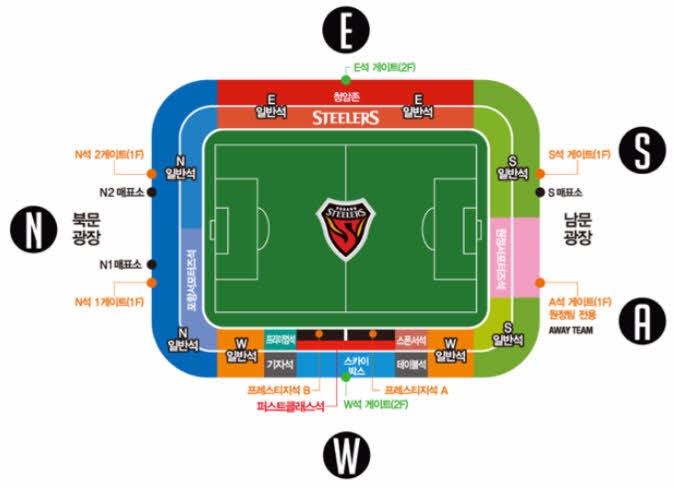 E
E석 게이트(2F)
청암존
E
일반석
STEELERS
E
일반석
N석 2게이트(1F)
N
일반석
S
일반석
S석 게이트(1F)
S
N2 매표소
S 매표소
POHANG
STEELERS
N
북문
광장
남문
광장
N1 매표소
포항서포터즈석
원정서포터즈석
N석 1게이트(1F)
A석 게이트(1F)
원정팀 전용
AWAY TEAM
A
N
일반석
W
일반석
프리미엄석
스폰서석
W
일반석
S
일반석
기자석
스카이
박스
테이블석
프레스티지석 B
프레스티지석 A
퍼스트클래스석
W석 게이트(2F)
W